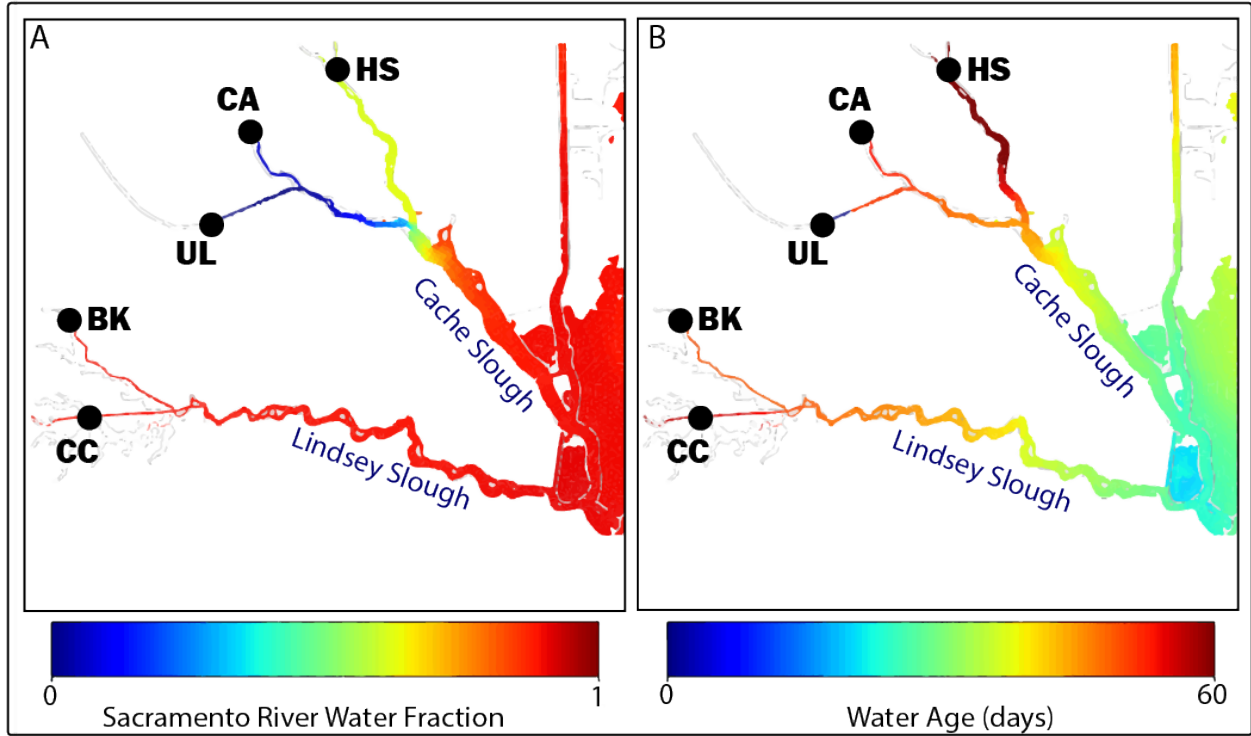 A
HS
CA
UL
BK
CC
Cache Slough
Lindsey Slough
0
1
Sacramento River Water Fraction
B
HS
CA
UL
BK
CC
Cache Slough
Lindsey Slough
0
60
Water Age (days)